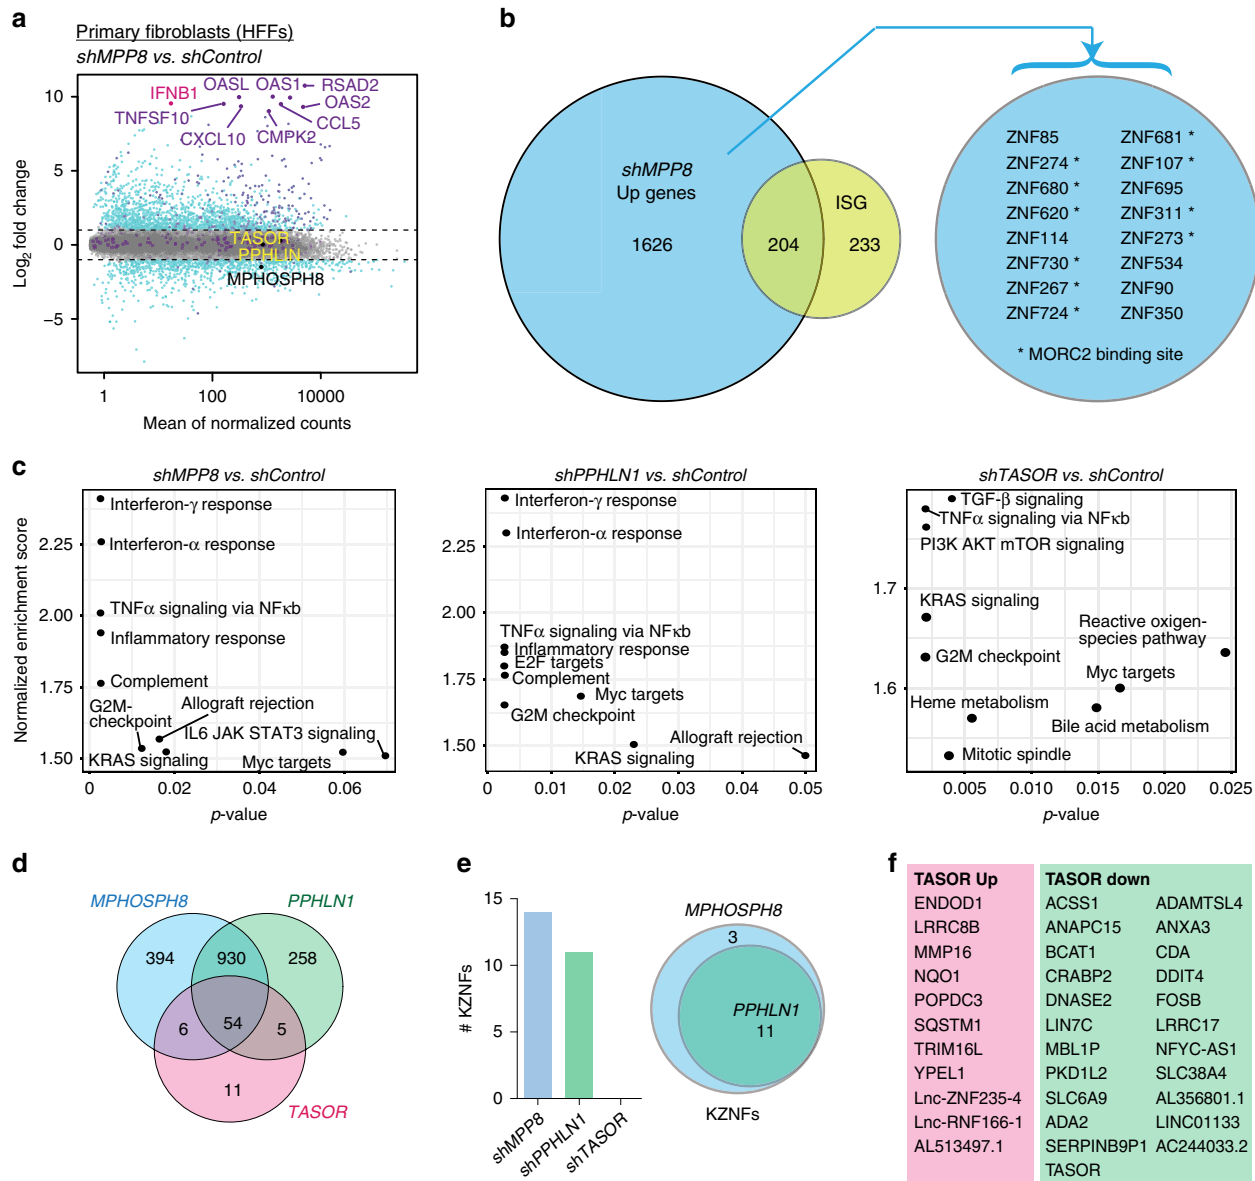 a
Primary fibroblasts (HFFs)
shMPP8 vs. shControl
Log2 fold change
10
5
0
−5
IFNB1
OASL
OAS1
RSAD2
TNFSF10
OAS2
CCL5
CXCL10
CMPK2
TASOR
PPHLIN
MPHOSPH8
1
100
10000
Mean of normalized counts
b
shMPP8
Up genes
1626
204
ISG
233
ZNF85
ZNF274 *
ZNF680 *
ZNF620 *
ZNF114
ZNF730 *
ZNF267 *
ZNF724 *
ZNF681 *
ZNF107 *
ZNF695
ZNF311 *
ZNF273 *
ZNF534
ZNF90
ZNF350
* MORC2 binding site
c
shMPP8 vs. shControl
Normalized enrichment score
2.25
2.00
1.75
1.50
Interferon-γ response
Interferon-α response
TNFα signaling via NFκb
Inflammatory response
Complement
G2M-
checkpoint
Allograft rejection
IL6 JAK STAT3 signaling
KRAS signaling
Myc targets
0
0.02
0.04
0.06
p-value
shPPHLN1 vs. shControl
2.25
2.00
1.75
1.50
Interferon-γ response
Interferon-α response
TNFα signaling via NFκb
Inflammatory response
E2F targets
Complement
Myc targets
G2M checkpoint
Allograft rejection
KRAS signaling
0
0.01
0.02
0.03
0.04
0.05
p-value
shTASOR vs. shControl
1.7
1.6
TGF-β signaling
TNFα signaling via NFκb
PI3K AKT mTOR signaling
KRAS signaling
Reactive oxigen-
species pathway
G2M checkpoint
Myc targets
Heme metabolism
Bile acid metabolism
Mitotic spindle
0.005
0.010
0.015
0.020
0.025
p-value
d
MPHOSPH8
PPHLN1
394
930
258
6
54
5
11
TASOR
e
# KZNFs
15
10
5
0
shMPP8
shPPHLN1
shTASOR
MPHOSPH8
3
PPHLN1
11
KZNFs
f
TASOR Up
ENDOD1
LRRC8B
MMP16
NQO1
POPDC3
SQSTM1
TRIM16L
YPEL1
Lnc-ZNF235-4
Lnc-RNF166-1
AL513497.1
TASOR down
ACSS1
ANAPC15
BCAT1
CRABP2
DNASE2
LIN7C
MBL1P
PKD1L2
SLC6A9
ADA2
SERPINB9P1
TASOR
ADAMTSL4
ANXA3
CDA
DDIT4
FOSB
LRRC17
NFYC-AS1
SLC38A4
AL356801.1
LINC01133
AC244033.2